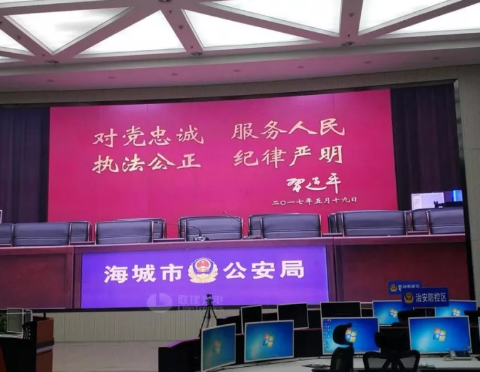 对党忠诚 服务人民
执法公正 纪律严明
二〇一七年五月十九日
海城市 公安局
治安防控区